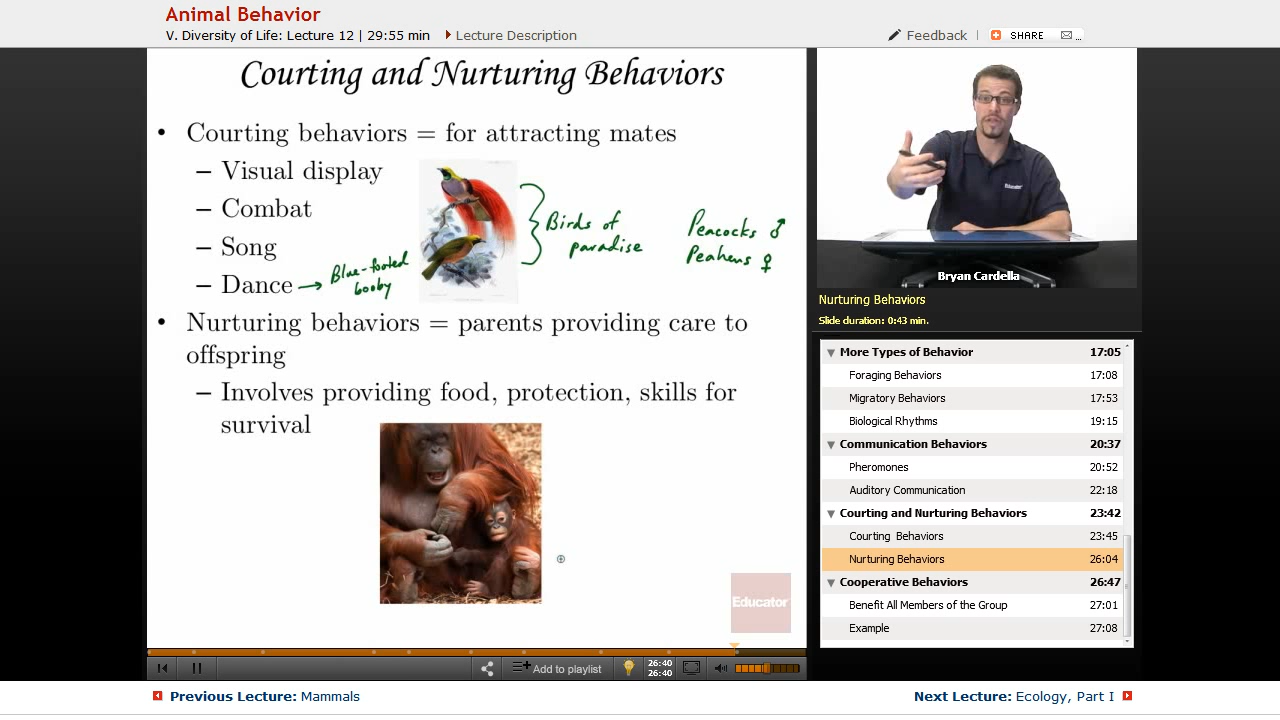 Animal Behavior
V. Diversity of Life: Lecture 12 | 29:55 min
Lecture Description
Feedback
SHARE
...
Courting and Nurturing Behaviors
• Courting behaviors = for attracting mates
– Visual display
– Combat
– Song
– Dance → Blue-footed
booby
Birds of
paradise
Peacocks ♂
Peahens ♀
• Nurturing behaviors = parents providing care to
offspring
– Involves providing food, protection, skills for
survival
Educator
Educator
Bryan Cardella
Nurturing Behaviors
Slide duration: 0:43 min.
More Types of Behavior 17:05
Foraging Behaviors 17:08
Migratory Behaviors 17:53
Biological Rhythms 19:15
Communication Behaviors 20:37
Pheromones 20:52
Auditory Communication 22:18
Courting and Nurturing Behaviors 23:42
Courting Behaviors 23:45
Nurturing Behaviors 26:04
Cooperative Behaviors 26:47
Benefit All Members of the Group 27:01
Example 27:08
Add to playlist
26:40
26:40
Previous Lecture: Mammals
Next Lecture: Ecology, Part I